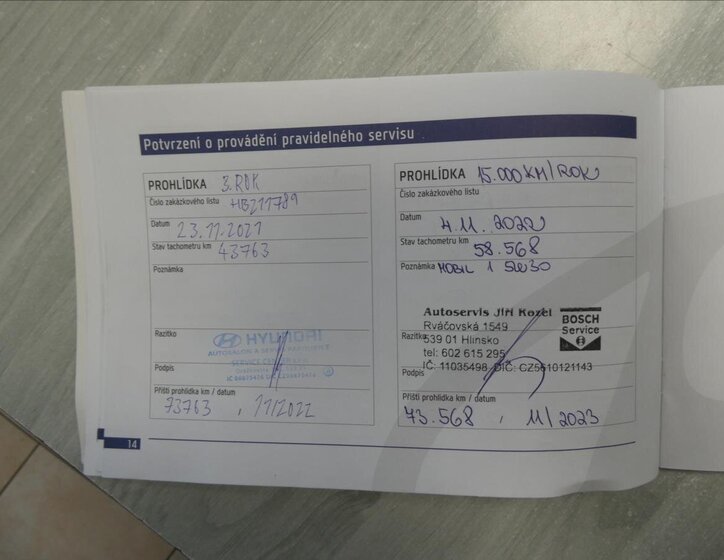 Potvrzení o provádění pravidelného servisu
PROHLÍDKA 3. ROK
Číslo zakázkového listu HB211789
Datum 23.11.2021
Stav tachometru km 43763
Poznámka
Razítko HYUNDAI
SERVICE CENTER
Podpis
Příští prohlídka km / datum
73763 , 11/2022
PROHLÍDKA 15.000KM/ROK
Číslo zakázkového listu
Datum 4.11.2022
Stav tachometru km 58.568
Poznámka MOBIL 1 5W30
Autoservis Jiří Kozel
Rváčovská 1549
Razítko 539 01 Hlinsko
tel: 602 615 295
IČ: 11035498 DIČ: CZ5610121143
BOSCH
Service
Podpis
Příští prohlídka km / datum
73.568 , 11/2023
14